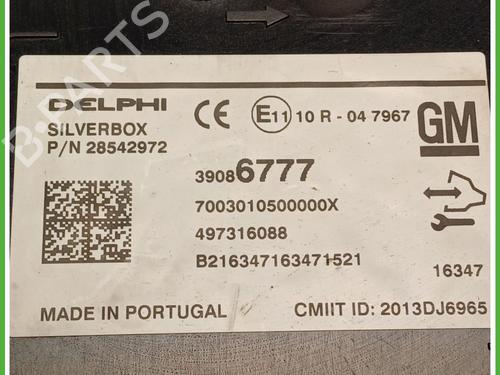 DELPHI
CE E11 10 R - 04 7967
GM
SILVERBOX
P/N 28542972
39086777
7003010500000X
497316088
B216347163471521
16347
MADE IN PORTUGAL
CMIIT ID: 2013DJ6965
B-PARTS